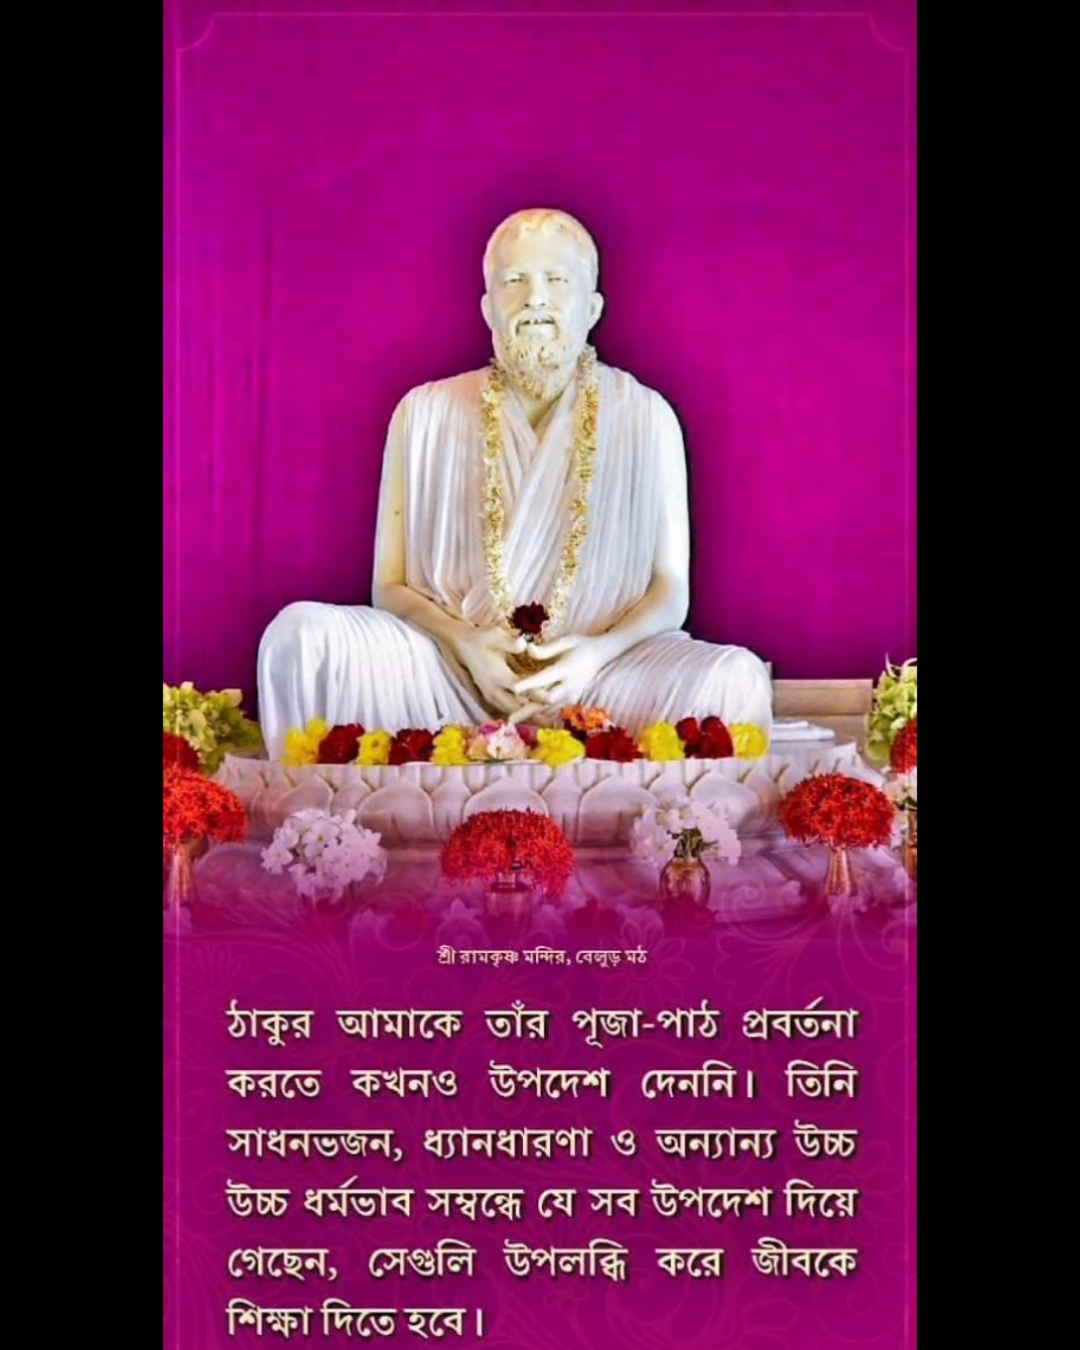 শ্রী রামকৃষ্ণ মন্দির, বেলুড় মঠ
ঠাকুর আমাকে তাঁর পূজা-পাঠ প্রবর্তনা
করতে কখনও উপদেশ দেননি। তিনি
সাধনভজন, ধ্যানধারণা ও অন্যান্য উচ্চ
উচ্চ ধর্মভাব সম্বন্ধে যে সব উপদেশ দিয়ে
গেছেন, সেগুলি উপলব্ধি করে জীবকে
শিক্ষা দিতে হবে।